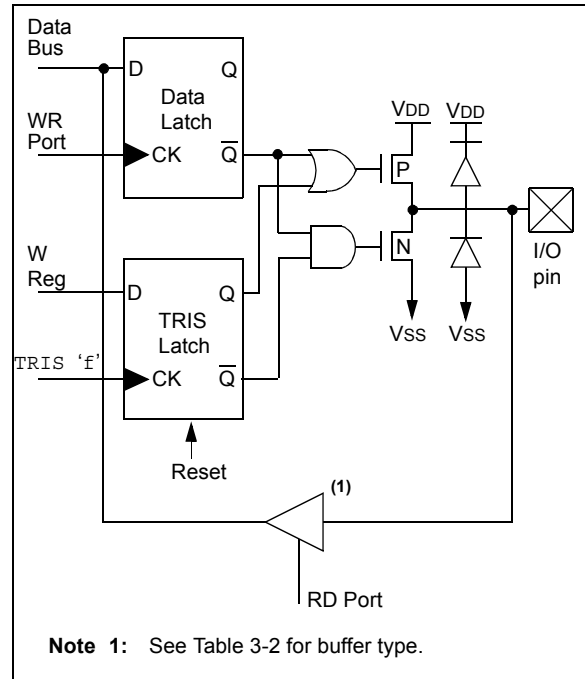 Data
Bus
D
Q
Data
Latch
WR
Port
CK
Q
VDD
VDD
P
N
I/O
pin
W
Reg
D
Q
TRIS
Latch
VSS
VSS
TRIS ‘f’
CK
Q
Reset
(1)
RD Port
Note 1: See Table 3-2 for buffer type.